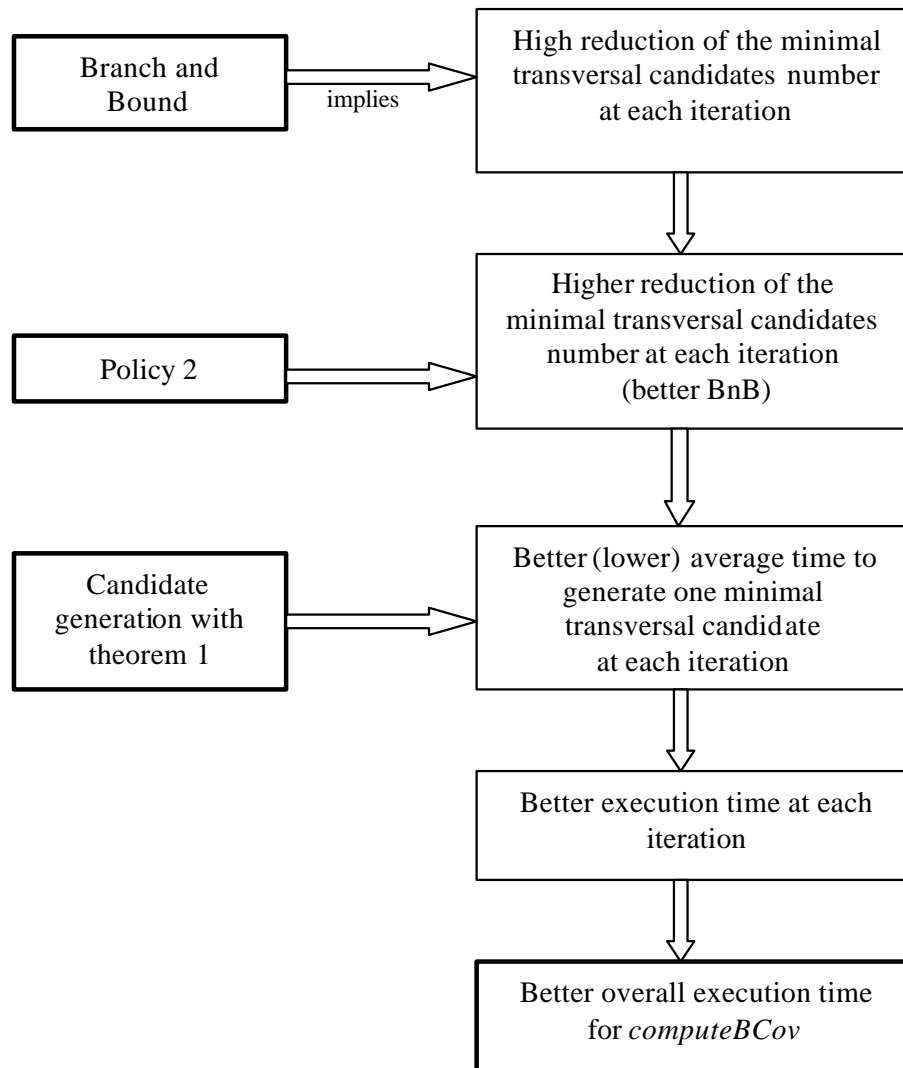 Branch and
Bound
implies
High reduction of the minimal
transversal candidates number
at each iteration
Policy 2
Higher reduction of the
minimal transversal candidates
number at each iteration
(better BnB)
Candidate
generation with
theorem 1
Better (lower) average time to
generate one minimal
transversal candidate
at each iteration
Better execution time at each
iteration
Better overall execution time
for computeBCov